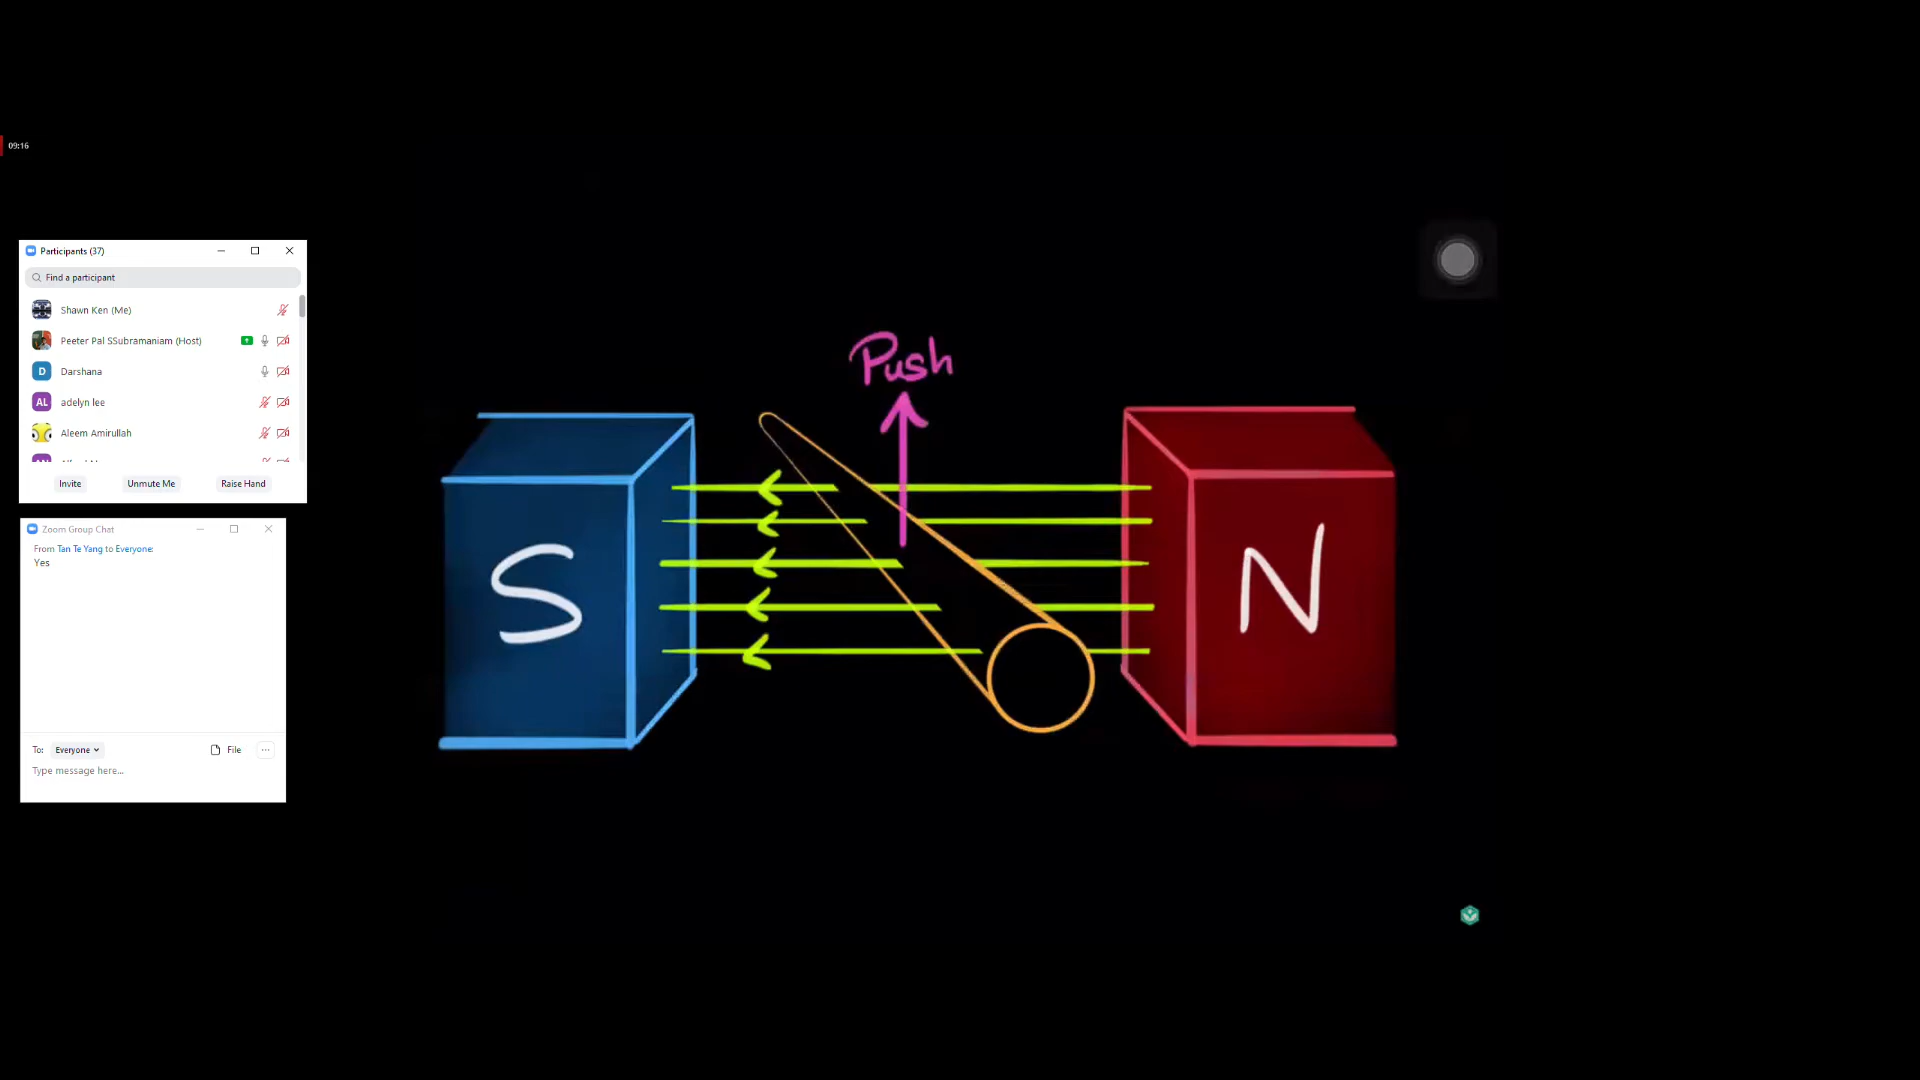 09:16
Participants (37)
Find a participant
Shawn Ken (Me)
Peeter Pal SSubramaniam (Host)
D Darshana
AL adelyn lee
Aleem Amirullah
Invite Unmute Me Raise Hand
Zoom Group Chat
From Tan Te Yang to Everyone:
Yes
To: Everyone File
Type message here...
Push
S
N